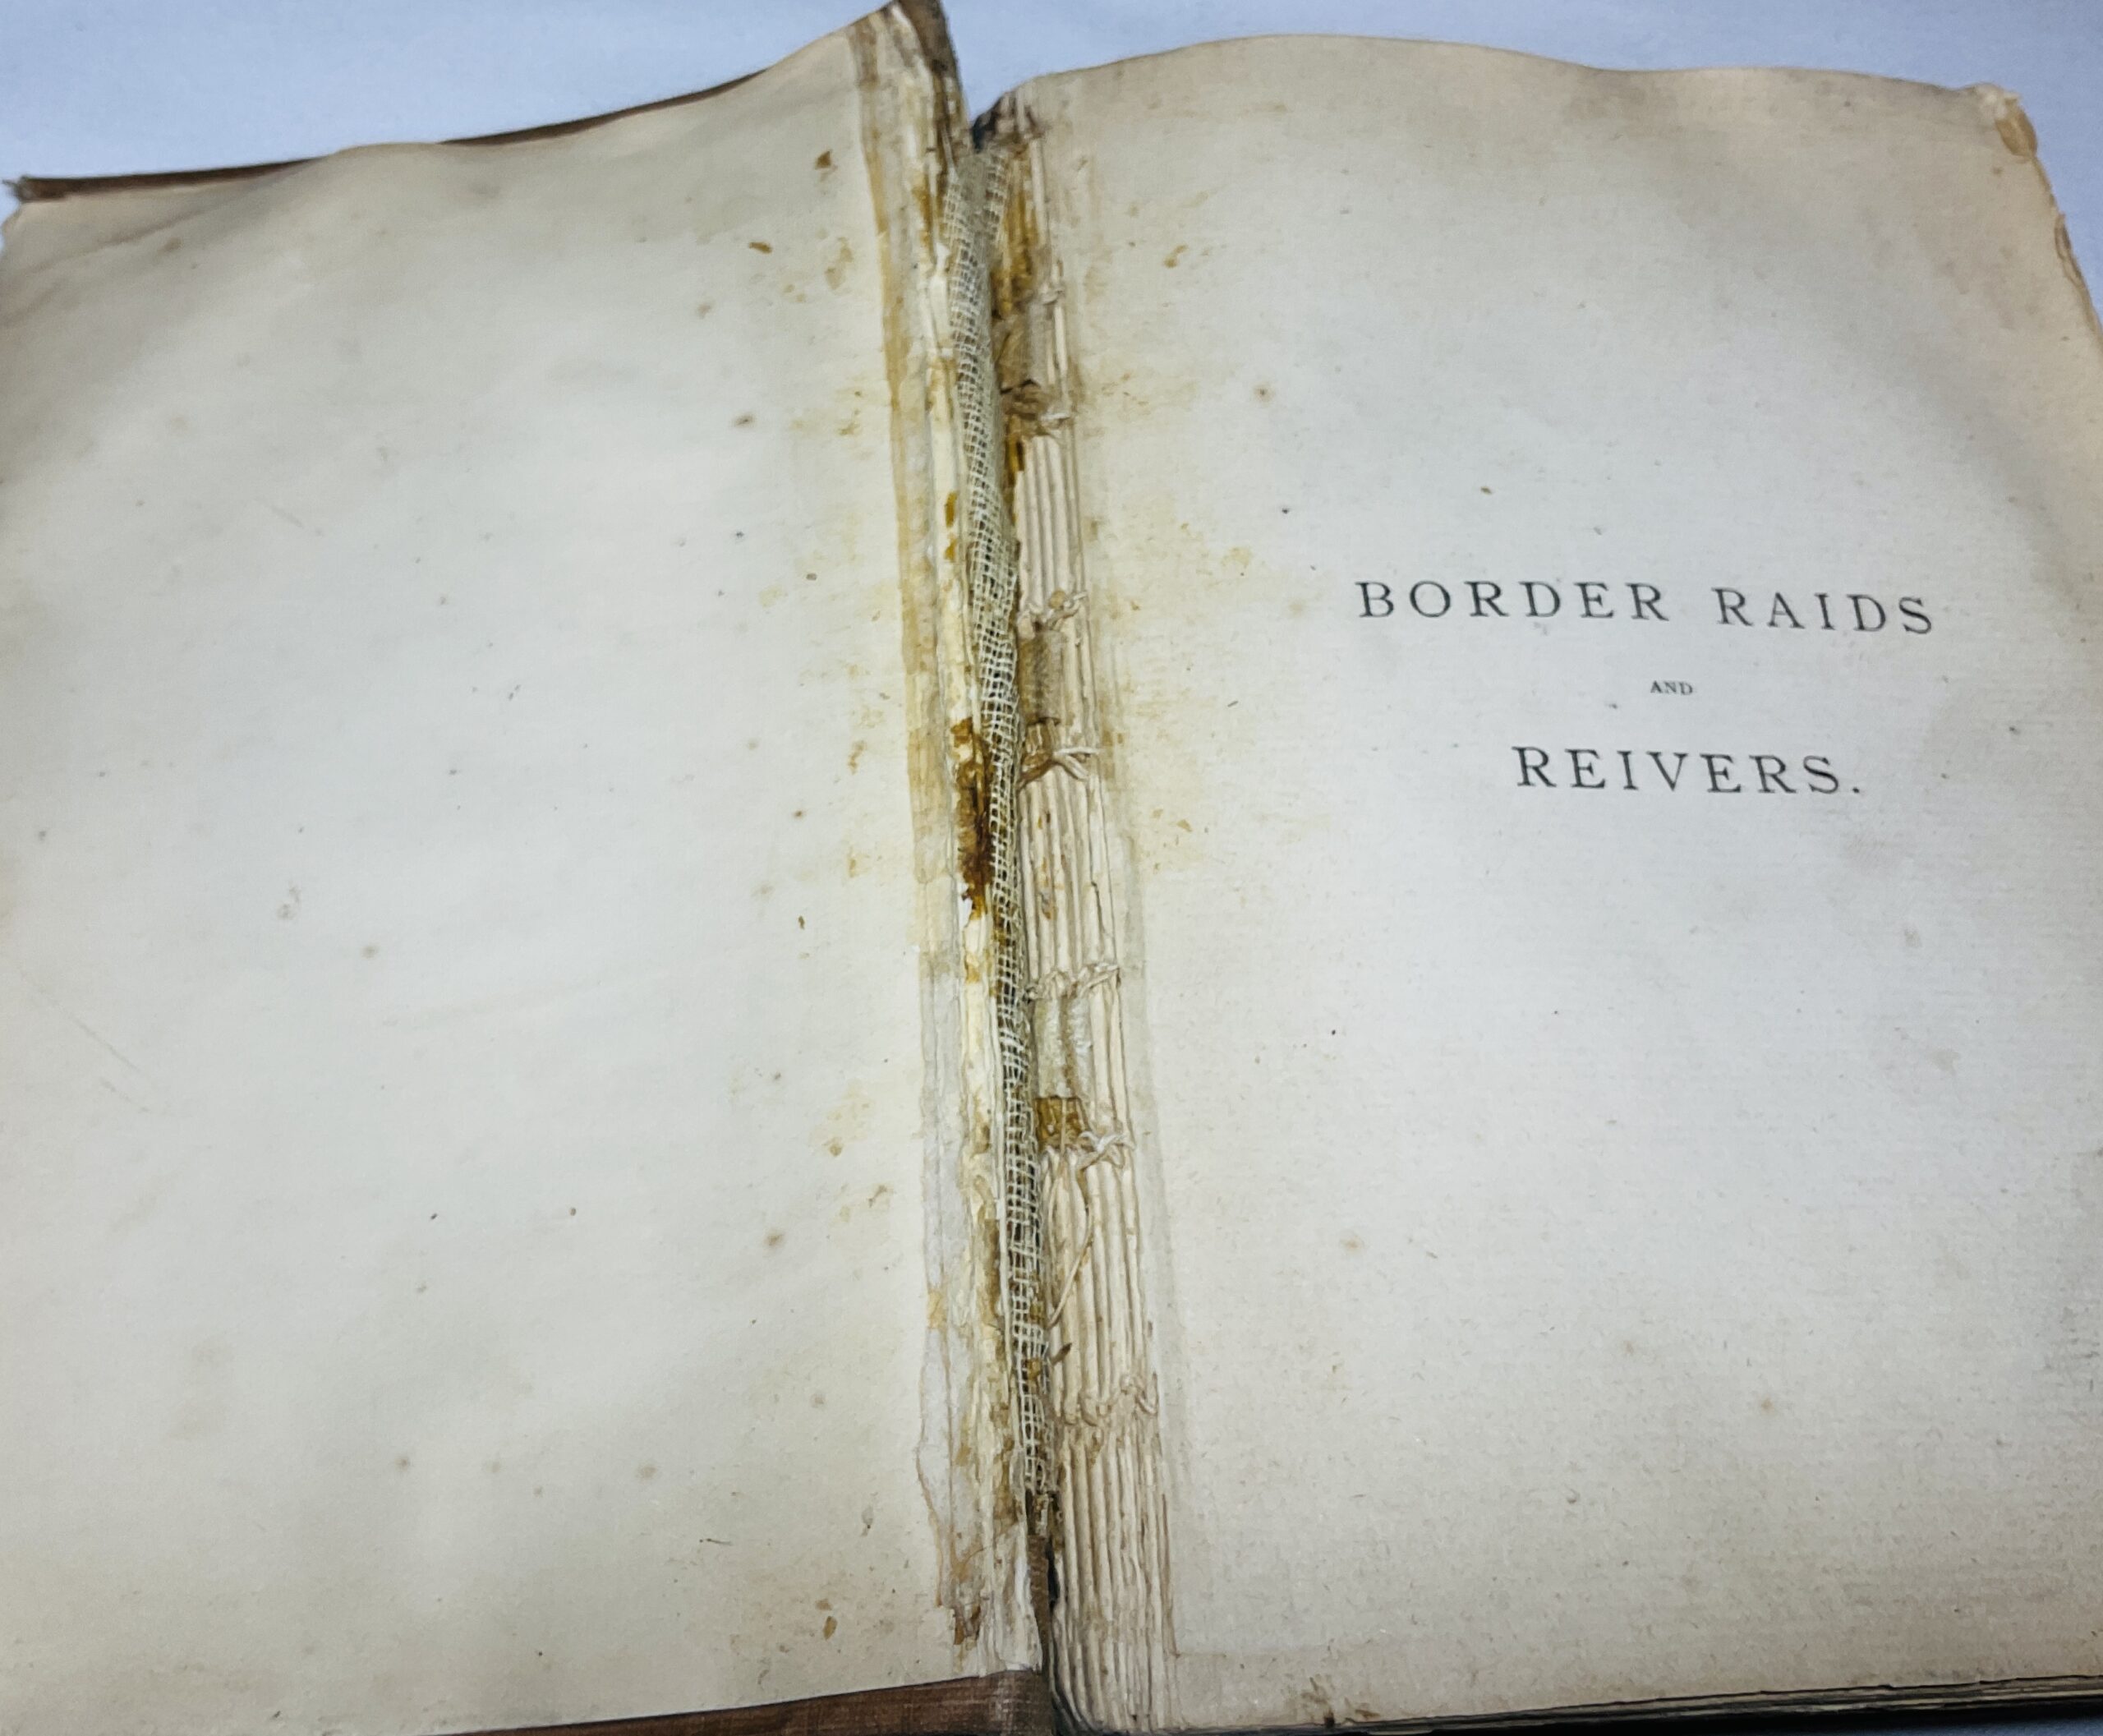 BORDER RAIDS
AND
REIVERS.